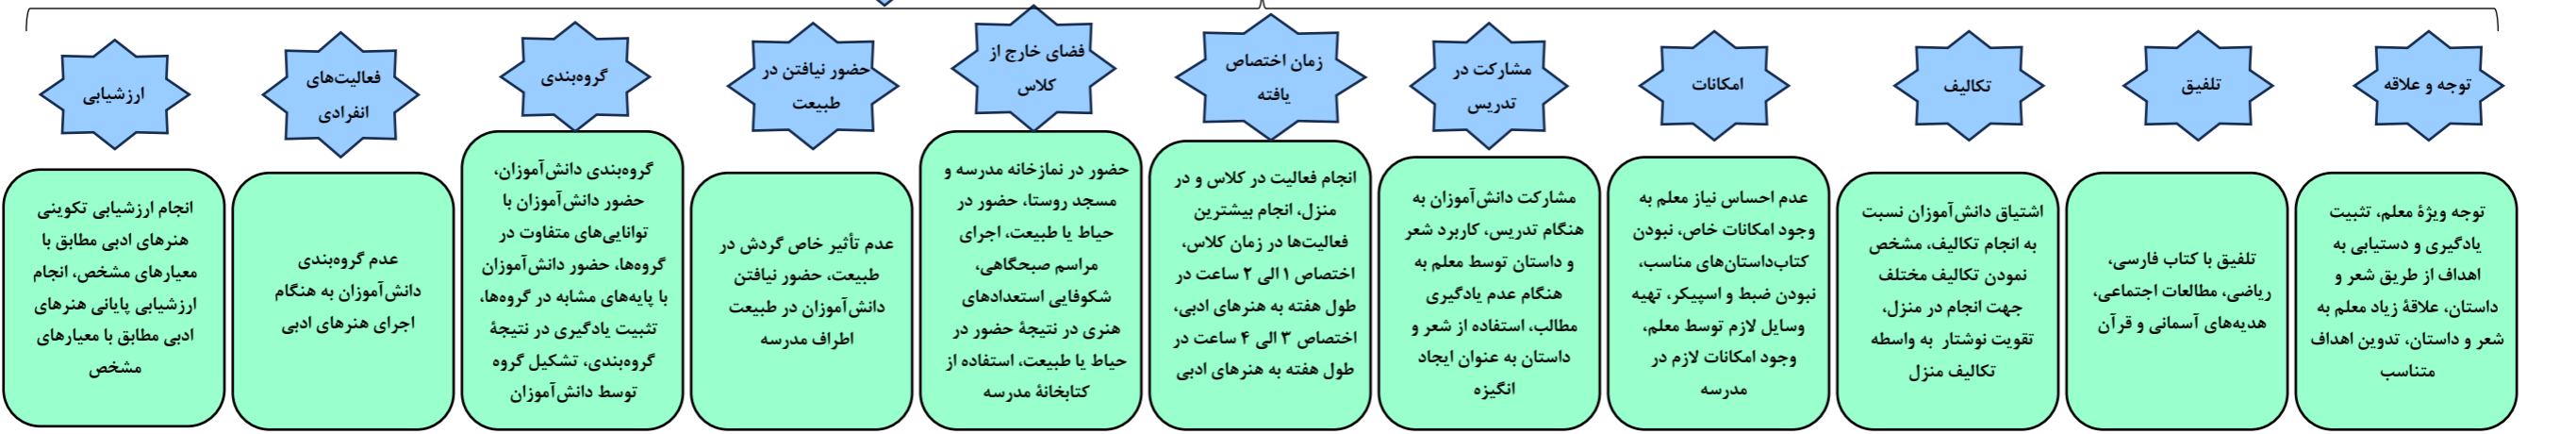 توجه و علاقه
توجه ویژهٔ معلم، تثبیت
یادگیری و دستیابی به
اهداف از طریق شعر و
داستان، علاقهٔ زیاد معلم به
شعر و داستان، تدوین اهداف
متناسب
تلفیق
تلفیق با کتاب فارسی،
ریاضی، مطالعات اجتماعی،
هدیه‌های آسمانی و قرآن
تکالیف
اشتیاق دانش‌آموزان نسبت
به انجام تکالیف، مشخص
نمودن تکالیف مختلف
جهت انجام در منزل،
تقویت نوشتار به واسطه
تکالیف منزل
امکانات
عدم احساس نیاز معلم به
وجود امکانات خاص، نبودن
کتاب‌داستان‌های مناسب،
نبودن ضبط و اسپیکر، تهیه
وسایل لازم توسط معلم،
وجود امکانات لازم در
مدرسه
مشارکت در
تدریس
مشارکت دانش‌آموزان به
هنگام تدریس، کاربرد شعر
و داستان توسط معلم به
هنگام عدم یادگیری
مطالب، استفاده از شعر و
داستان به عنوان ایجاد
انگیزه
زمان اختصاص
یافته
انجام فعالیت در کلاس و در
منزل، انجام بیشترین
فعالیت‌ها در زمان کلاس،
اختصاص ۱ الی ۲ ساعت در
طول هفته به هنرهای ادبی،
اختصاص ۳ الی ۴ ساعت در
طول هفته به هنرهای ادبی
فضای خارج از
کلاس
حضور در نمازخانه مدرسه و
مسجد روستا، حضور در
حیاط یا طبیعت، اجرای
مراسم صبحگاهی،
شکوفایی استعدادهای
هنری در نتیجهٔ حضور در
حیاط یا طبیعت، استفاده از
کتابخانهٔ مدرسه
حضور نیافتن در
طبیعت
عدم تأثیر خاص گردش در
طبیعت، حضور نیافتن
دانش‌آموزان در طبیعت
اطراف مدرسه
گروه‌بندی
گروه‌بندی دانش‌آموزان،
حضور دانش‌آموزان با
توانایی‌های متفاوت در
گروه‌ها، حضور دانش‌آموزان
با پایه‌های مشابه در گروه‌ها،
تثبیت یادگیری در نتیجهٔ
گروه‌بندی، تشکیل گروه
توسط دانش‌آموزان
فعالیت‌های
انفرادی
عدم گروه‌بندی
دانش‌آموزان به هنگام
اجرای هنرهای ادبی
ارزشیابی
انجام ارزشیابی تکوینی
هنرهای ادبی مطابق با
معیارهای مشخص، انجام
ارزشیابی پایانی هنرهای
ادبی مطابق با معیارهای
مشخص